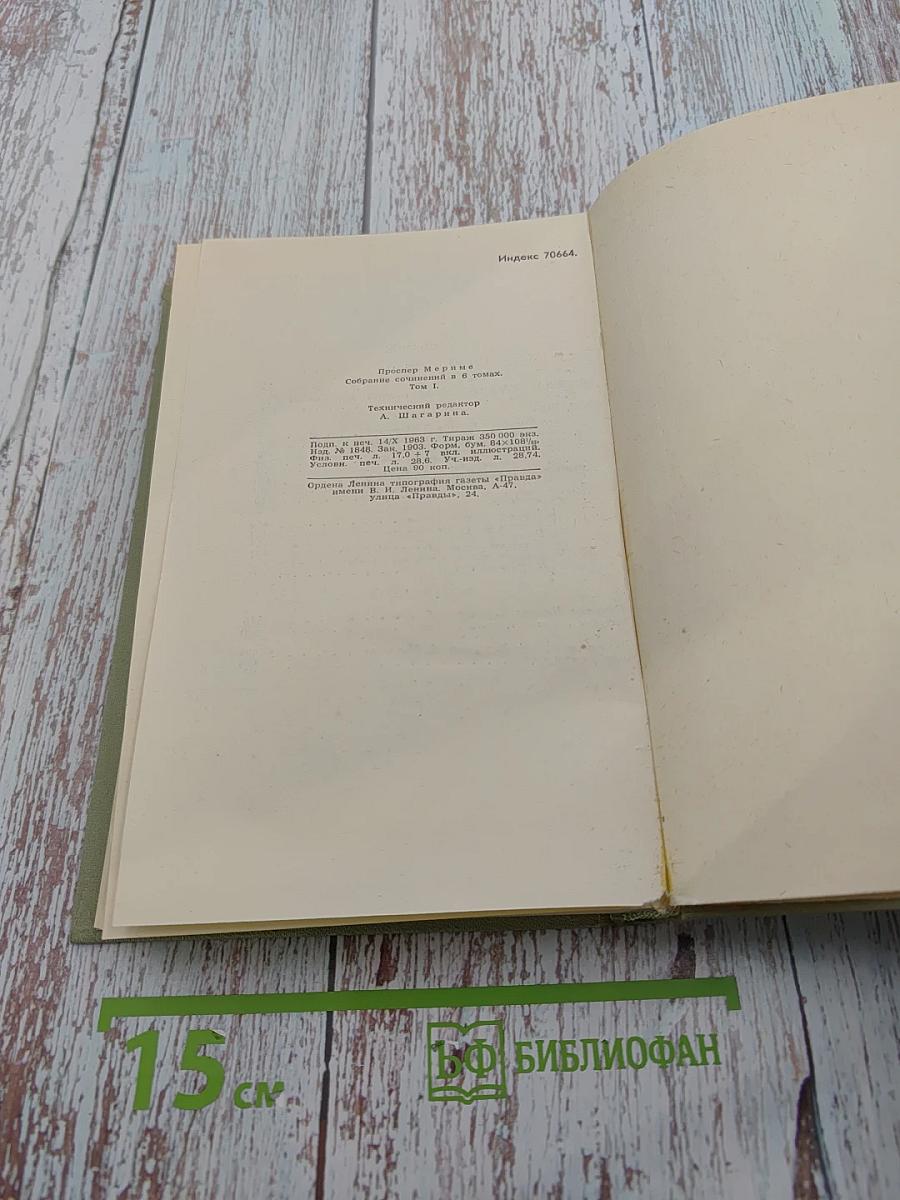 Индекс 70664.
Проспер Мериме
Собрание сочинений в 6 томах.
Том I.
Технический редактор
А. Шагарина.
Подп. к печ. 14/X 1963 г. Тираж 350 000 экз.
Изд. № 1848. Зак. 1903. Форм. бум. 84×108¹/₃₂.
Физ. печ. л. 17,0 + 7 вкл. иллюстраций.
Условн. печ. л. 28,6. Уч.-изд. л. 28,74.
Цена 90 коп.
Ордена Ленина типография газеты «Правда»
имени В. И. Ленина. Москва, А-47,
улица «Правды», 24.
15 см
БФ БИБЛИОФАН